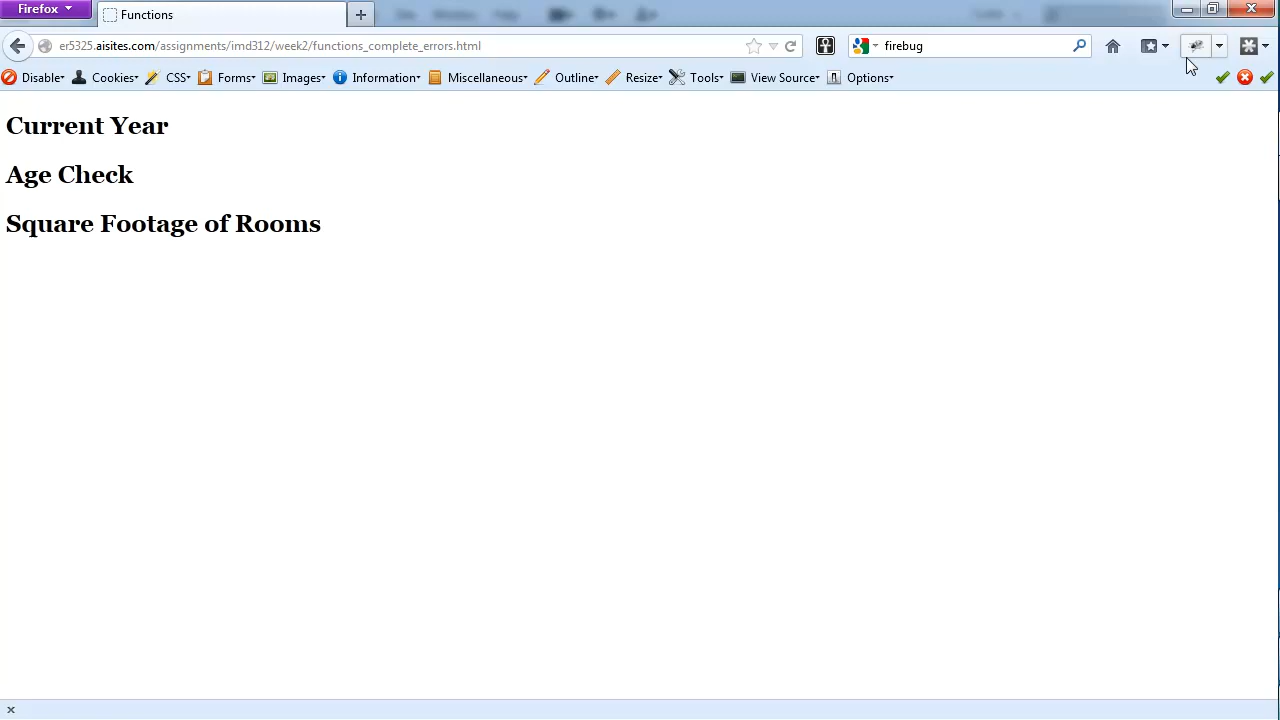 Firefox
Functions
er5325.aisites.com/assignments/imd312/week2/functions_complete_errors.html
firebug
Disable Cookies CSS Forms Images Information Miscellaneous Outline Resize Tools View Source Options
Current Year
Age Check
Square Footage of Rooms